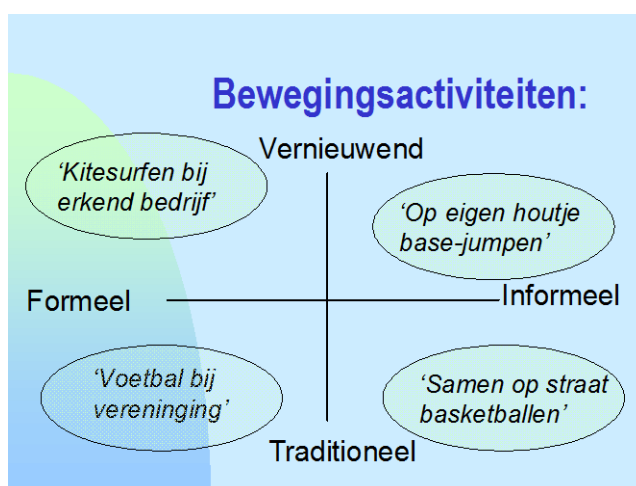 Bewegingsactiviteiten:
Vernieuwend
‘Kitesurfen bij
erkend bedrijf’
‘Op eigen houtje
base-jumpen’
Formeel
Informeel
‘Voetbal bij
vereninging’
‘Samen op straat
basketballen’
Traditioneel